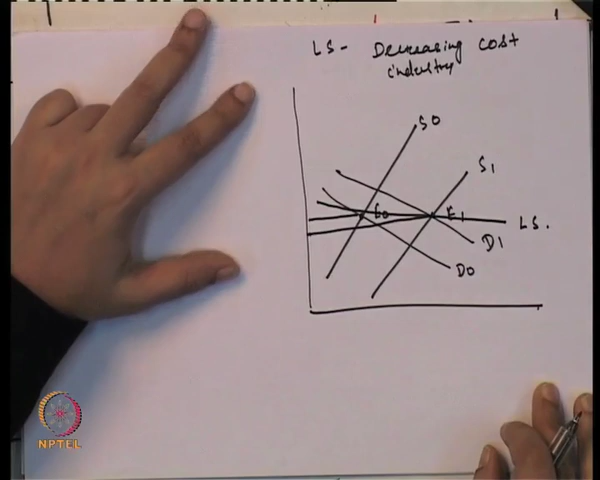 LS - Decreasing cost
industry
S0
S1
E0
E1
LS.
D1
D0
NPTEL